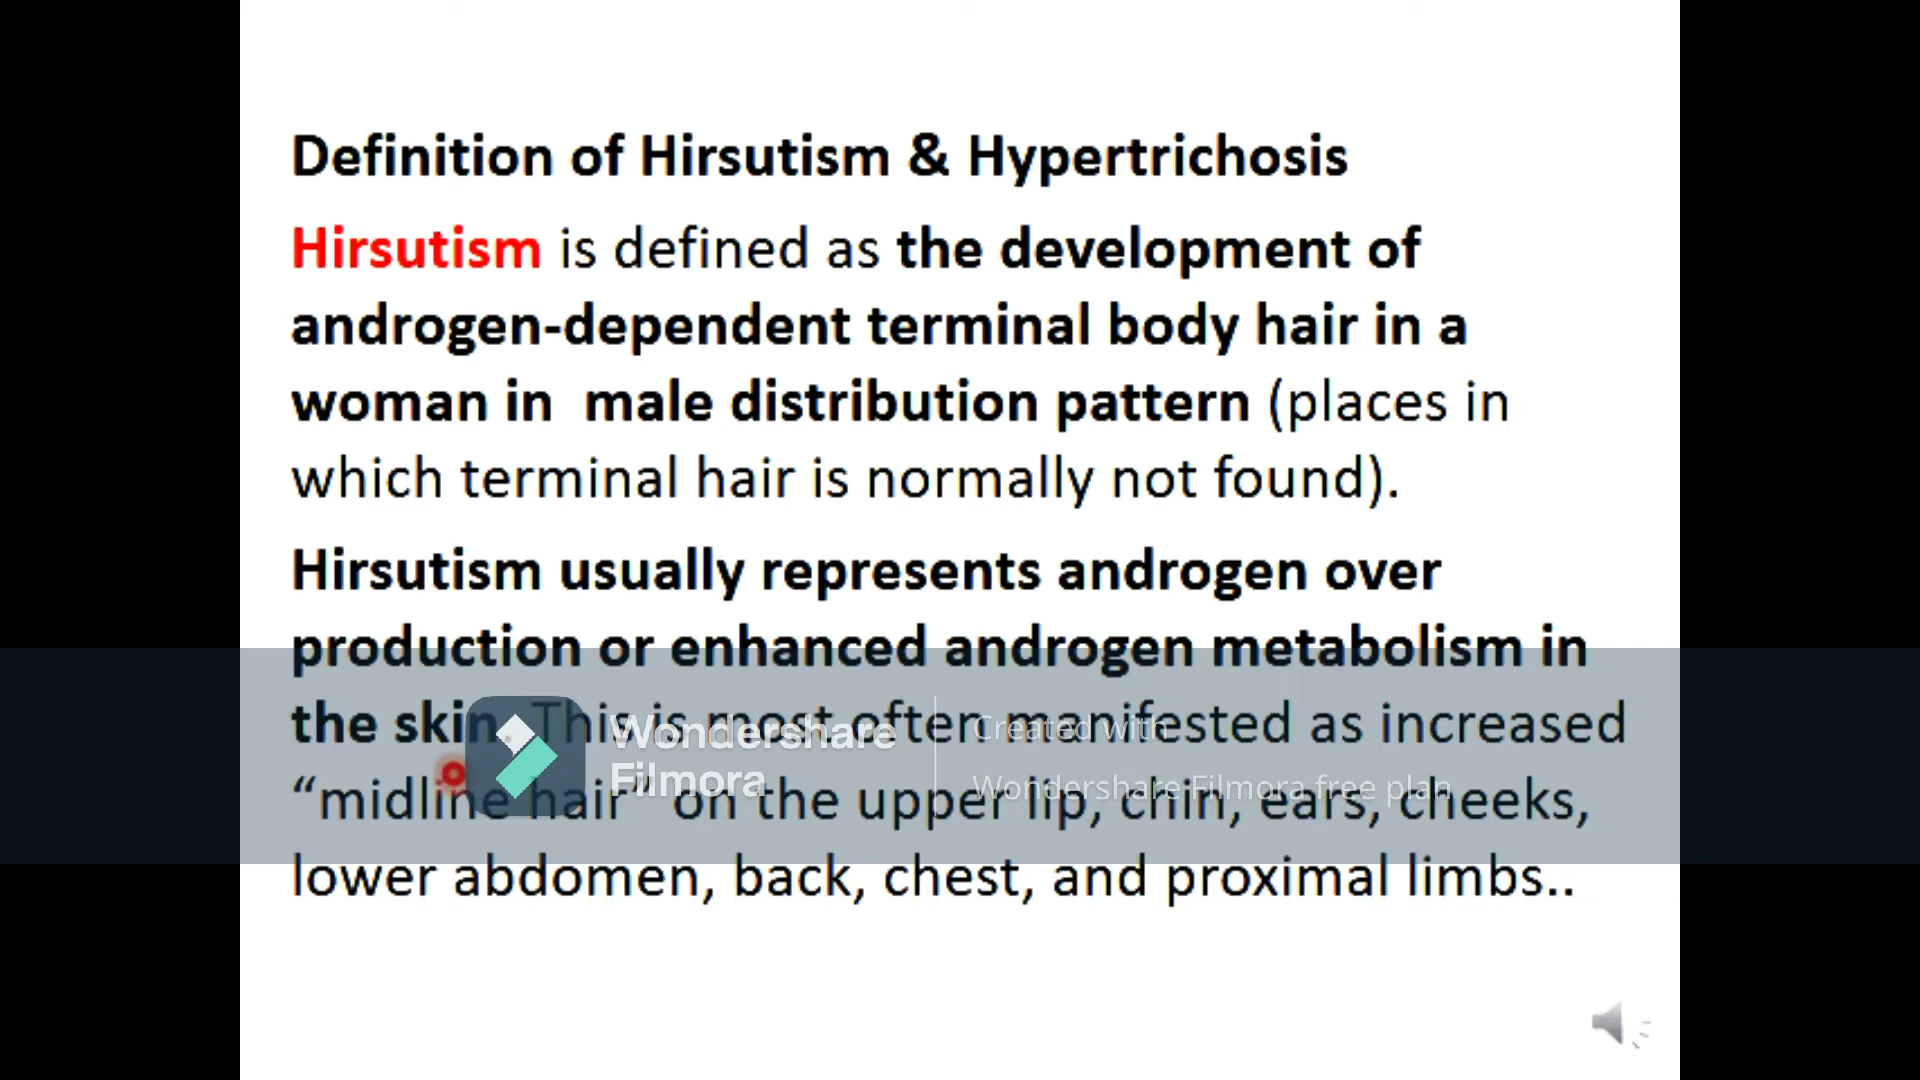 Definition of Hirsutism & Hypertrichosis
Hirsutism is defined as the development of
androgen-dependent terminal body hair in a
woman in  male distribution pattern (places in
which terminal hair is normally not found).
Hirsutism usually represents androgen over
production or enhanced androgen metabolism in
the skin. This is most often manifested as increased
“midline hair” on the upper lip, chin, ears, cheeks,
lower abdomen, back, chest, and proximal limbs..
Wondershare
Filmora
Created with
Wondershare Filmora free plan